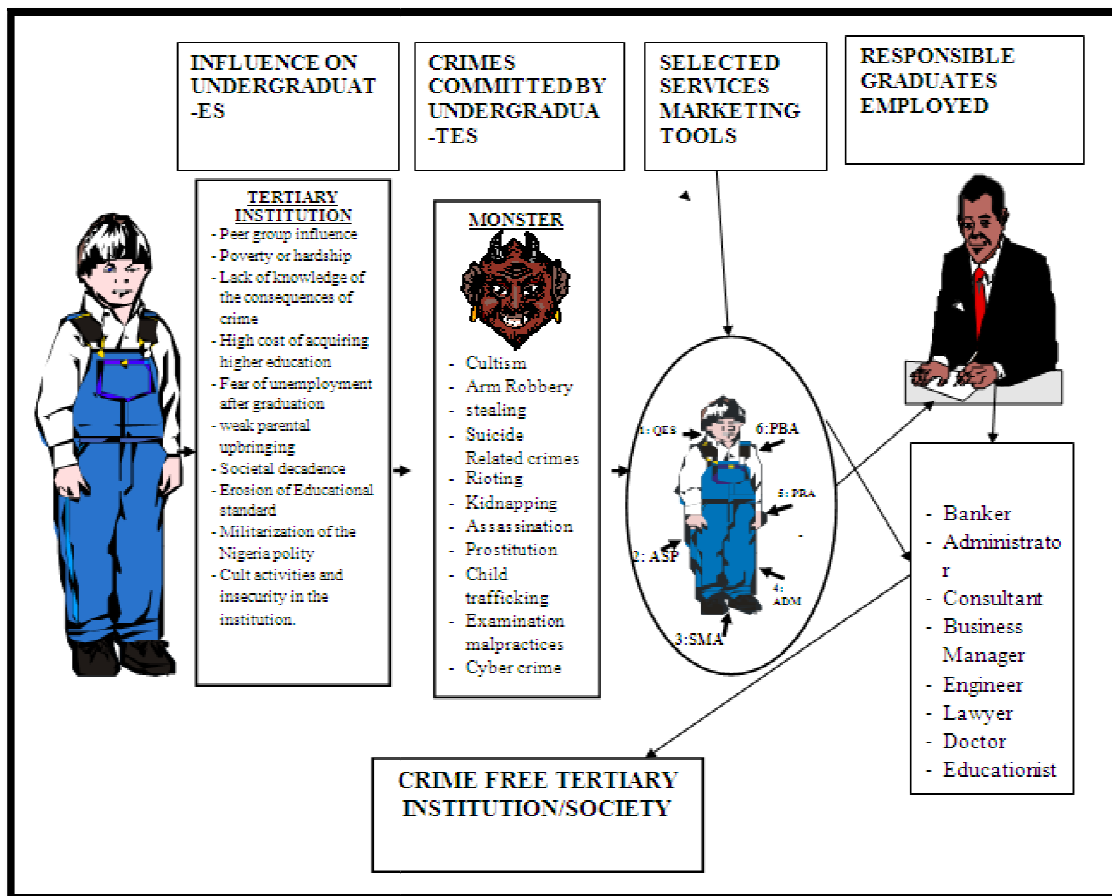 INFLUENCE ON
UNDERGRADUAT
-ES
CRIMES
COMMITTED BY
UNDERGRADUA-
-TES
SELECTED
SERVICES
MARKETING
TOOLS
RESPONSIBLE
GRADUATES
EMPLOYED
TERTIARY
INSTITUTION
- Peer group influence
- Poverty or hardship
- Lack of knowledge of
the consequences of
crime
- High cost of acquiring
higher education
- Fear of unemployment
after graduation
- weak parental
upbringing
- Societal decadence
- Erosion of Educational
standard
- Militarization of the
Nigeria polity
- Cult activities and
insecurity in the
institution.
MONSTER
- Cultism
- Arm Robbery
- stealing
- Suicide
Related crimes
- Rioting
- Kidnapping
- Assassination
- Prostitution
- Child
trafficking
- Examination
malpractices
- Cyber crime
1: QES
6:PBA
5: PRA
2: ASP
4:
ADM
3:SMA
- Banker
- Administrato
r
- Consultant
- Business
Manager
- Engineer
- Lawyer
- Doctor
- Educationist
CRIME FREE TERTIARY
INSTITUTION/SOCIETY